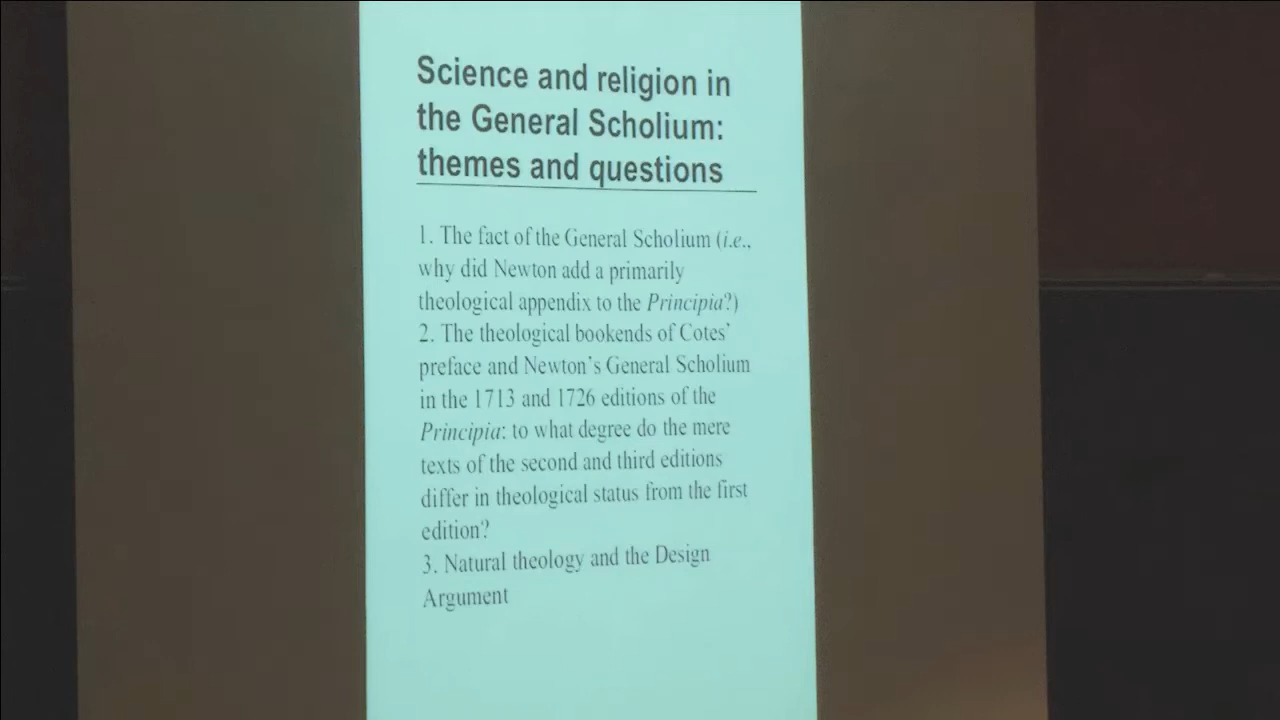 Science and religion in
the General Scholium:
themes and questions
1. The fact of the General Scholium (i.e.,
why did Newton add a primarily
theological appendix to the Principia?)
2. The theological bookends of Cotes'
preface and Newton's General Scholium
in the 1713 and 1726 editions of the
Principia: to what degree do the mere
texts of the second and third editions
differ in theological status from the first
edition?
3. Natural theology and the Design
Argument